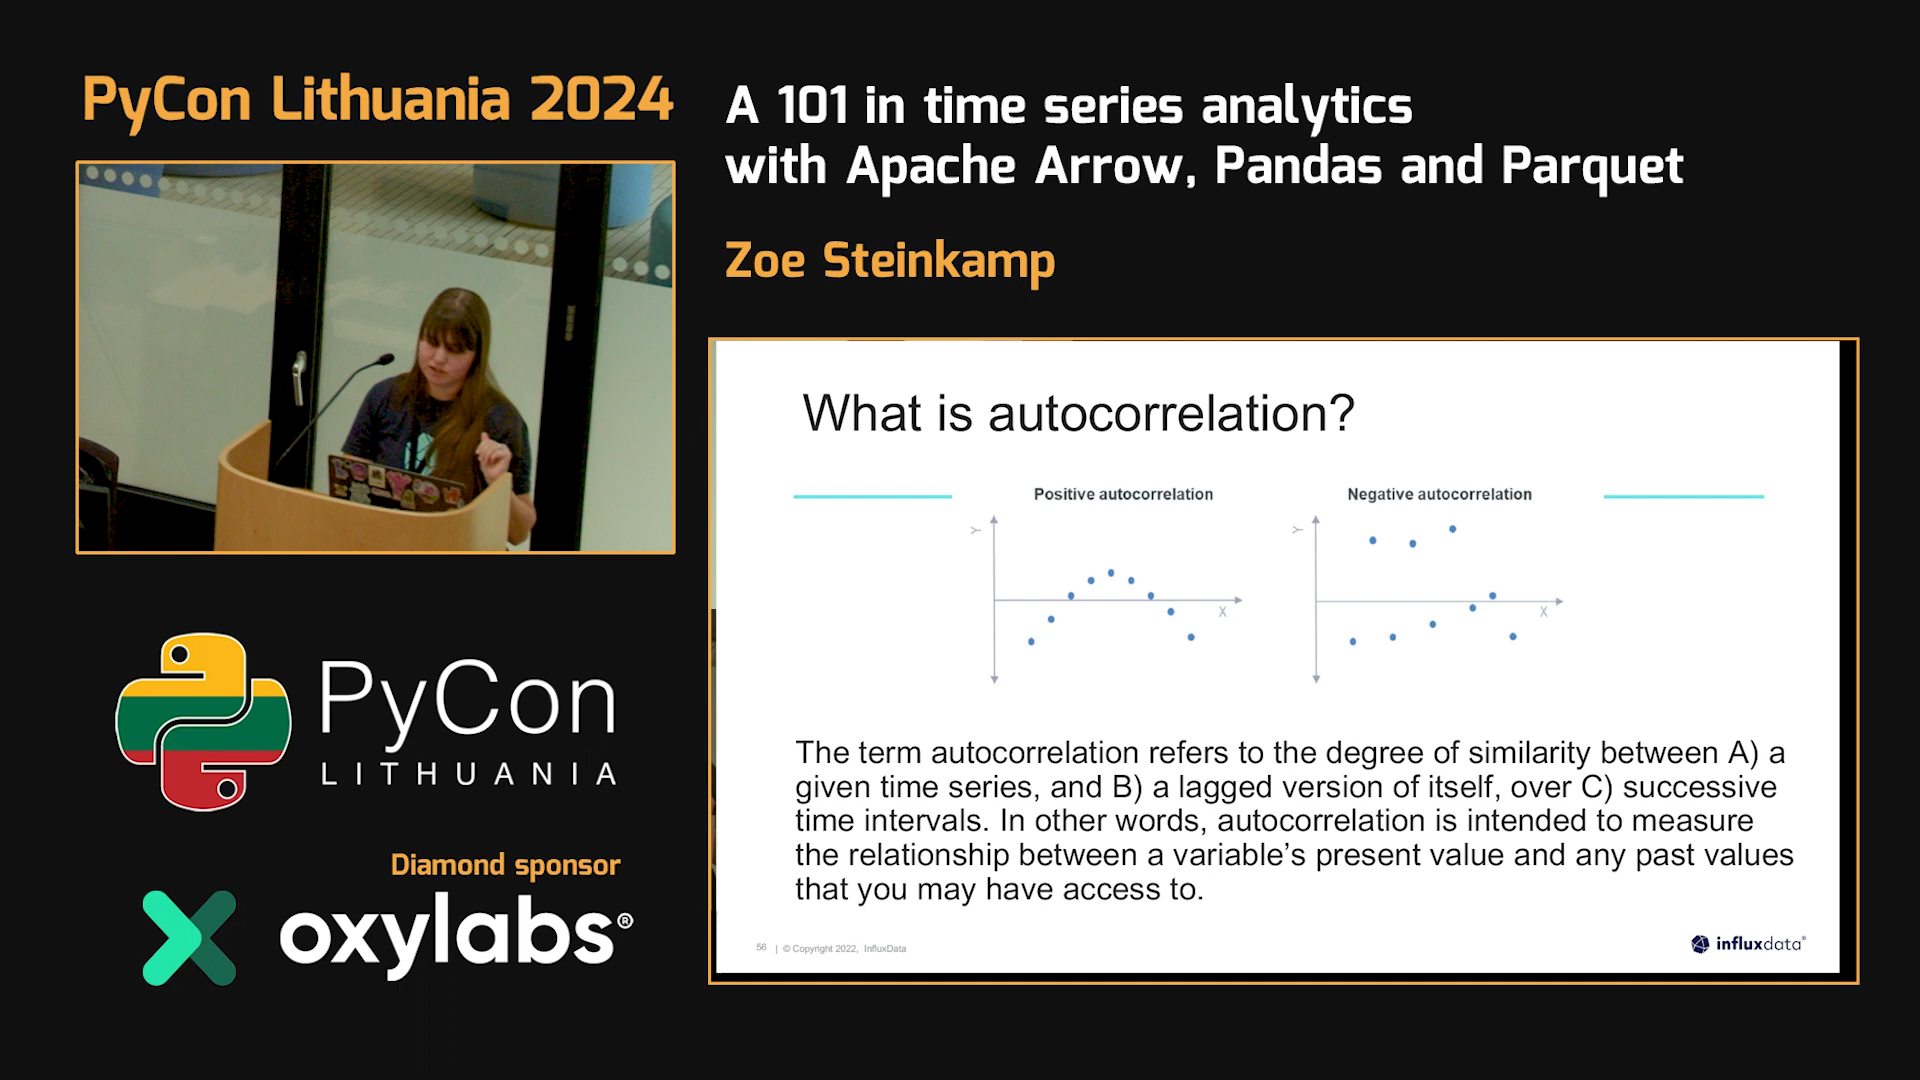 PyCon Lithuania 2024
A 101 in time series analytics
with Apache Arrow, Pandas and Parquet
Zoe Steinkamp
What is autocorrelation?
Positive autocorrelation
Negative autocorrelation
Y
X
Y
X
The term autocorrelation refers to the degree of similarity between A) a
given time series, and B) a lagged version of itself, over C) successive
time intervals. In other words, autocorrelation is intended to measure
the relationship between a variable’s present value and any past values
that you may have access to.
56 | © Copyright 2022, InfluxData
influxdata®
PyCon
LITHUANIA
Diamond sponsor
oxylabs®